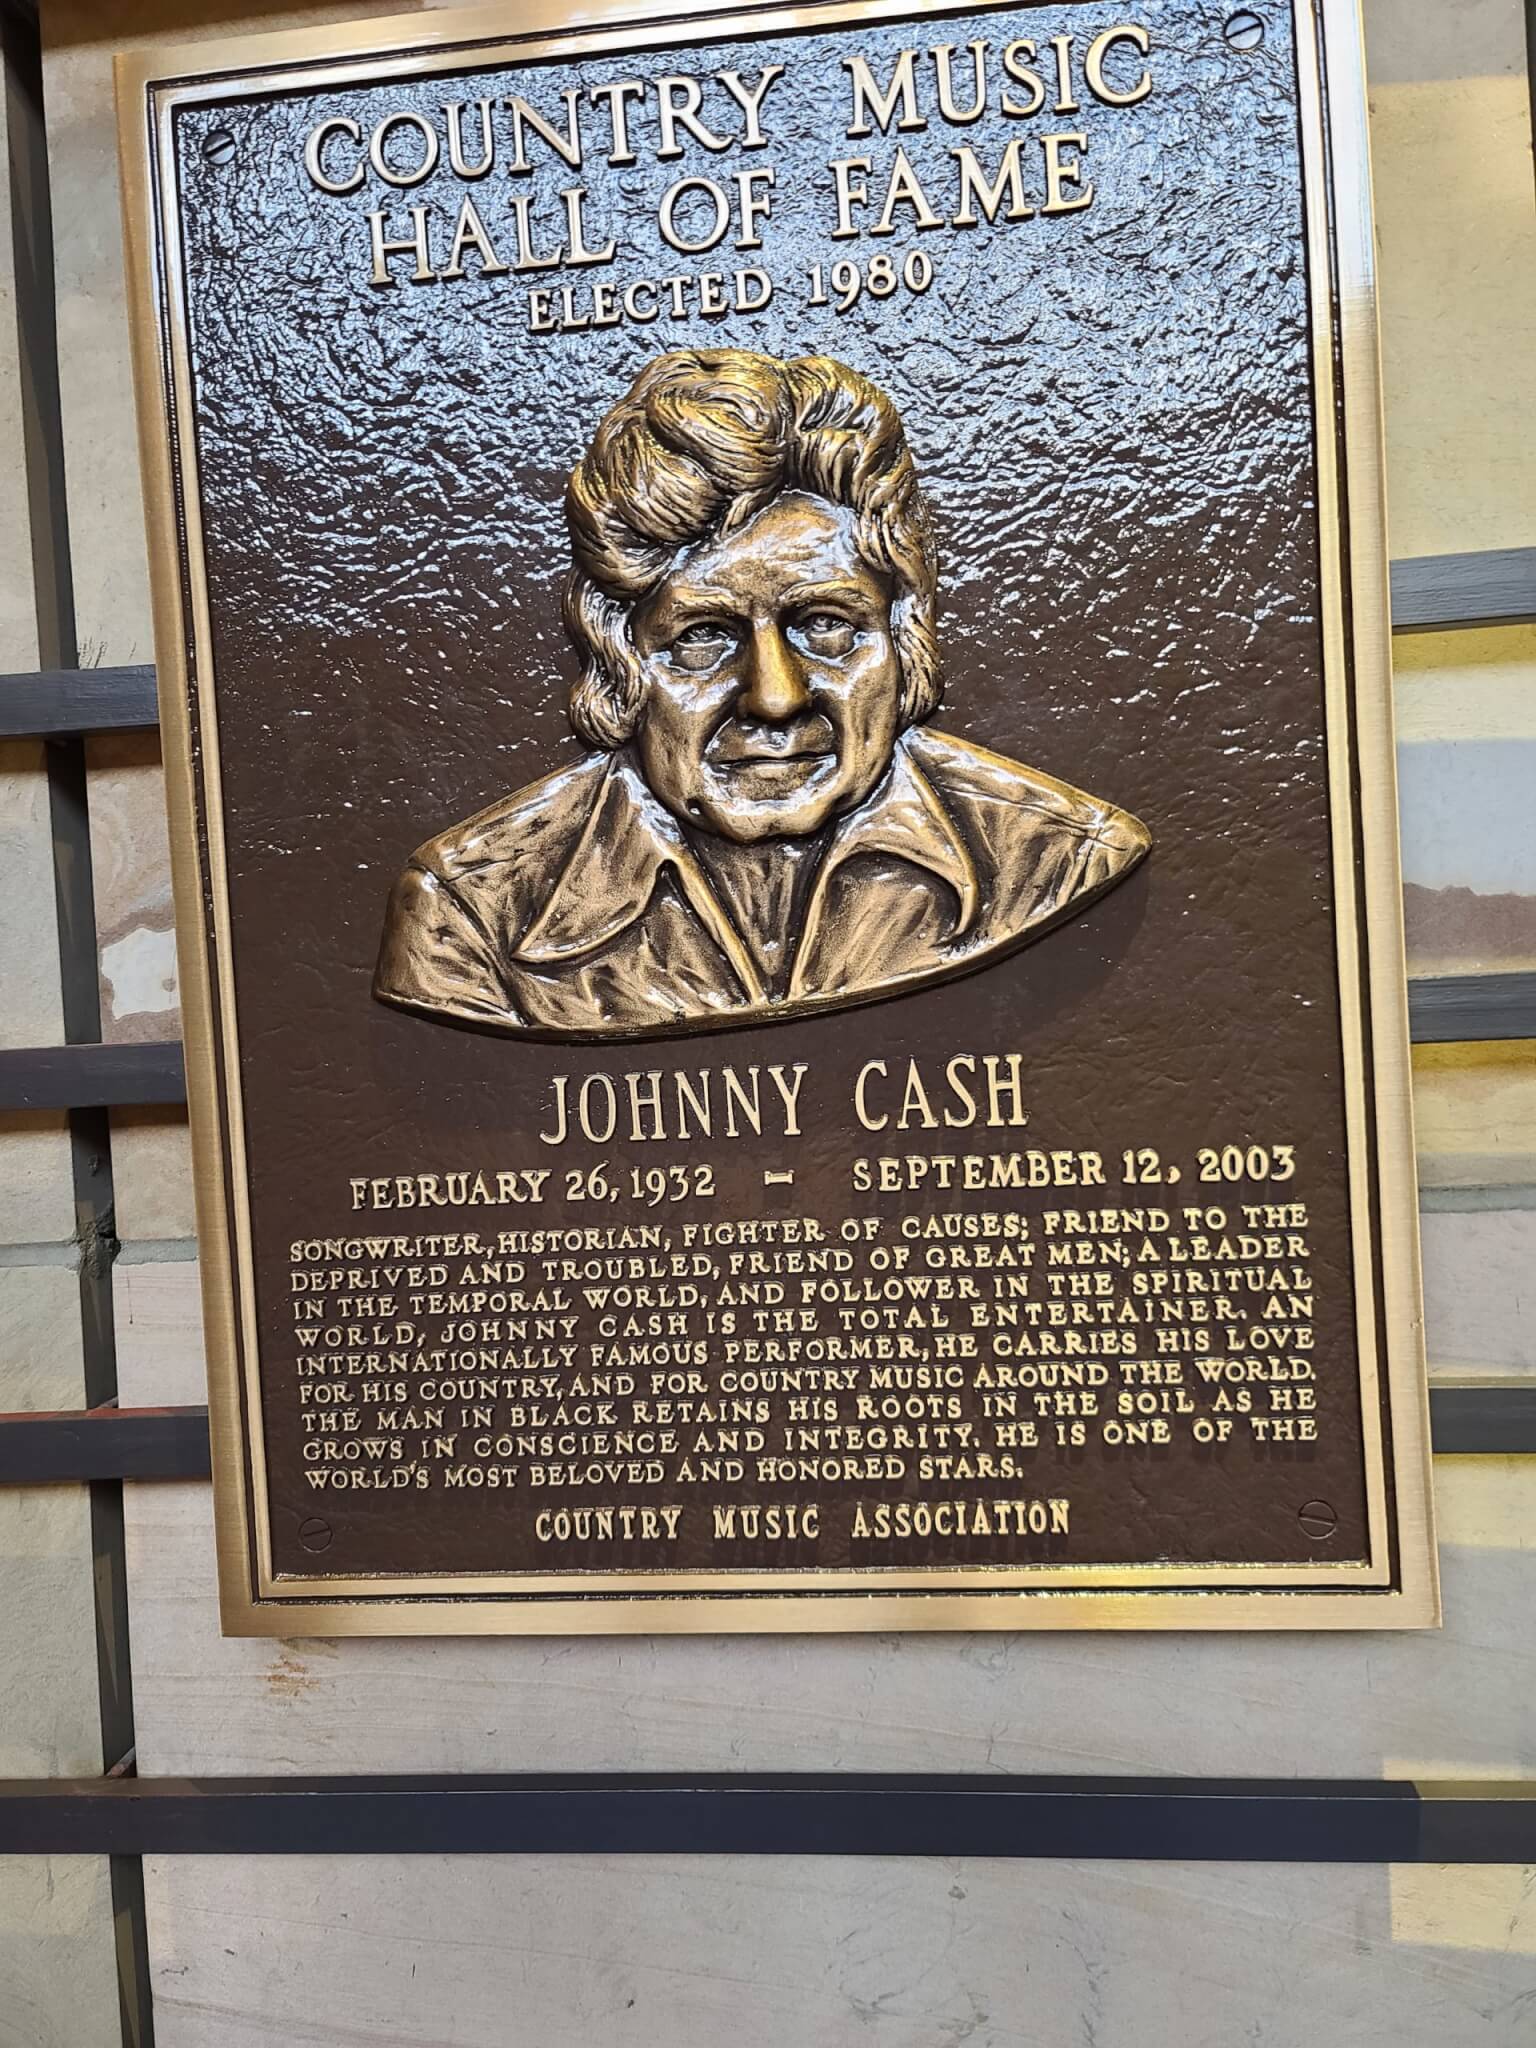 COUNTRY MUSIC
HALL OF FAME
ELECTED 1980
JOHNNY CASH
FEBRUARY 26, 1932 - SEPTEMBER 12, 2003
SONGWRITER, HISTORIAN, FIGHTER OF CAUSES; FRIEND TO THE
DEPRIVED AND TROUBLED, FRIEND OF GREAT MEN; A LEADER
IN THE TEMPORAL WORLD, AND FOLLOWER IN THE SPIRITUAL
WORLD, JOHNNY CASH IS THE TOTAL ENTERTAINER. AN
INTERNATIONALLY FAMOUS PERFORMER, HE CARRIES HIS LOVE
FOR HIS COUNTRY, AND FOR COUNTRY MUSIC AROUND THE WORLD.
THE MAN IN BLACK RETAINS HIS ROOTS IN THE SOIL AS HE
GROWS IN CONSCIENCE AND INTEGRITY. HE IS ONE OF THE
WORLD'S MOST BELOVED AND HONORED STARS.
COUNTRY MUSIC ASSOCIATION